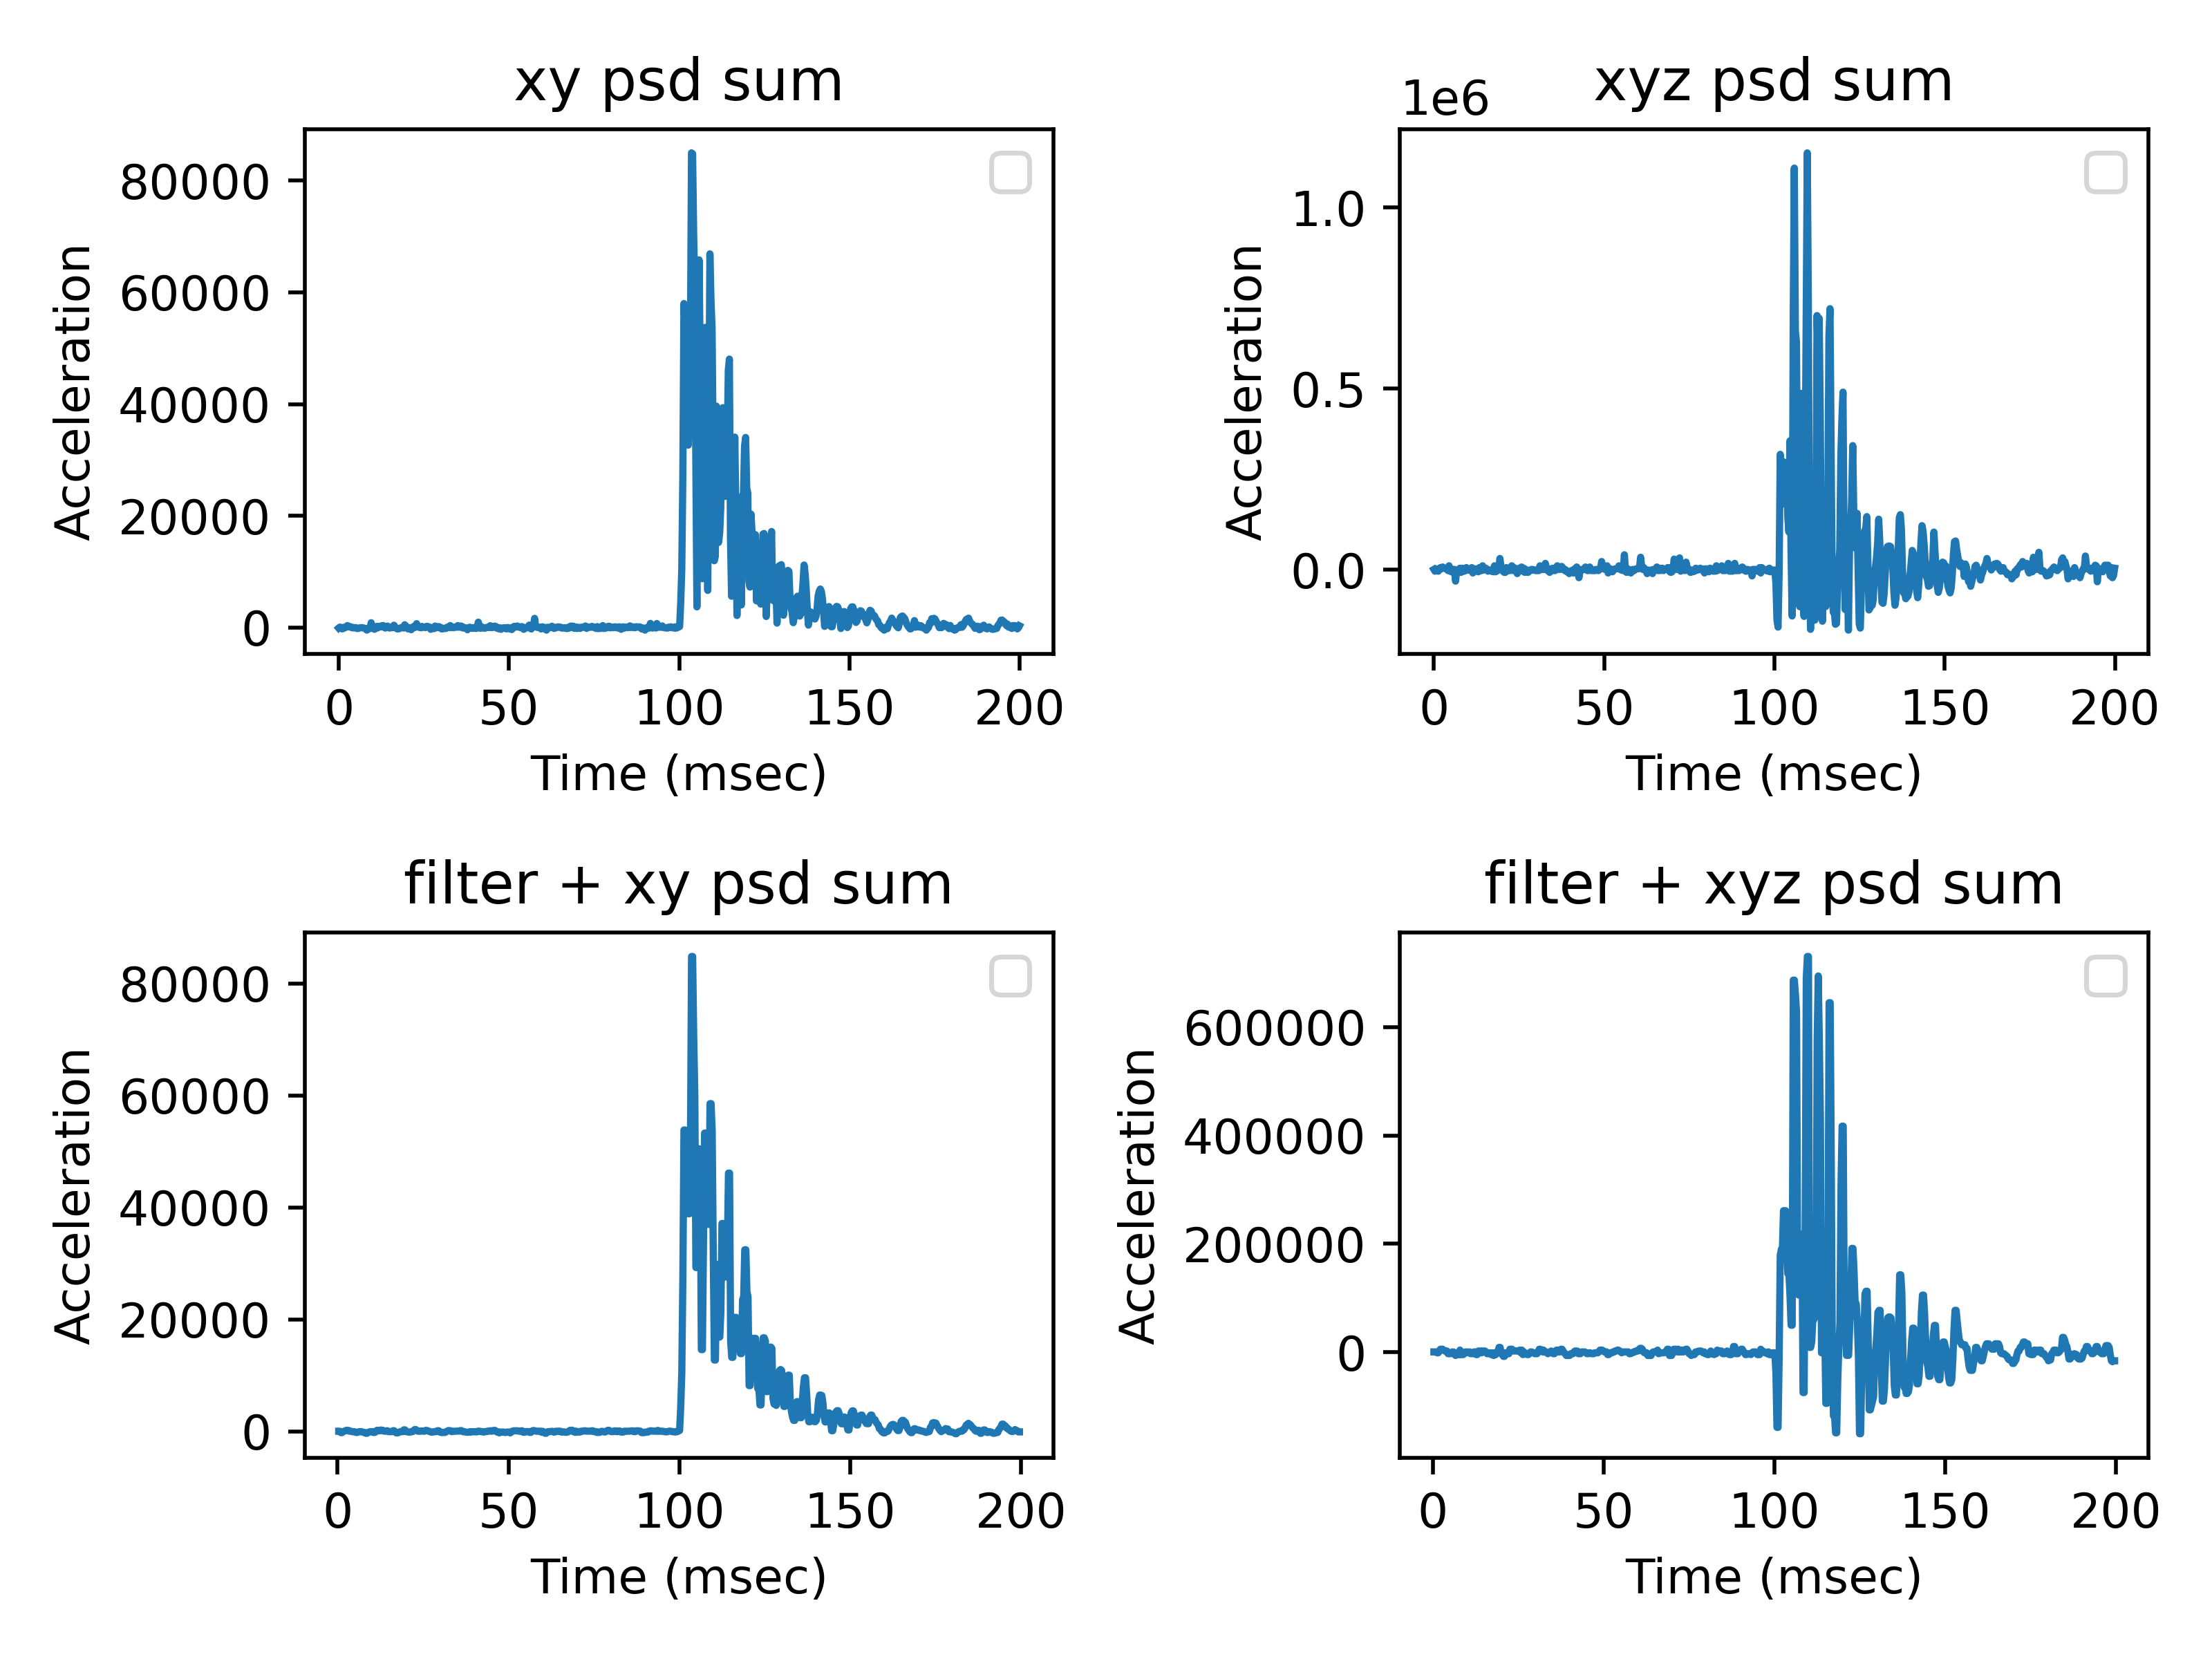 xy psd sum
Acceleration
80000
60000
40000
20000
0
0 50 100 150 200
Time (msec)
xyz psd sum
1e6
Acceleration
1.0
0.5
0.0
0 50 100 150 200
Time (msec)
filter + xy psd sum
Acceleration
80000
60000
40000
20000
0
0 50 100 150 200
Time (msec)
filter + xyz psd sum
Acceleration
600000
400000
200000
0
0 50 100 150 200
Time (msec)